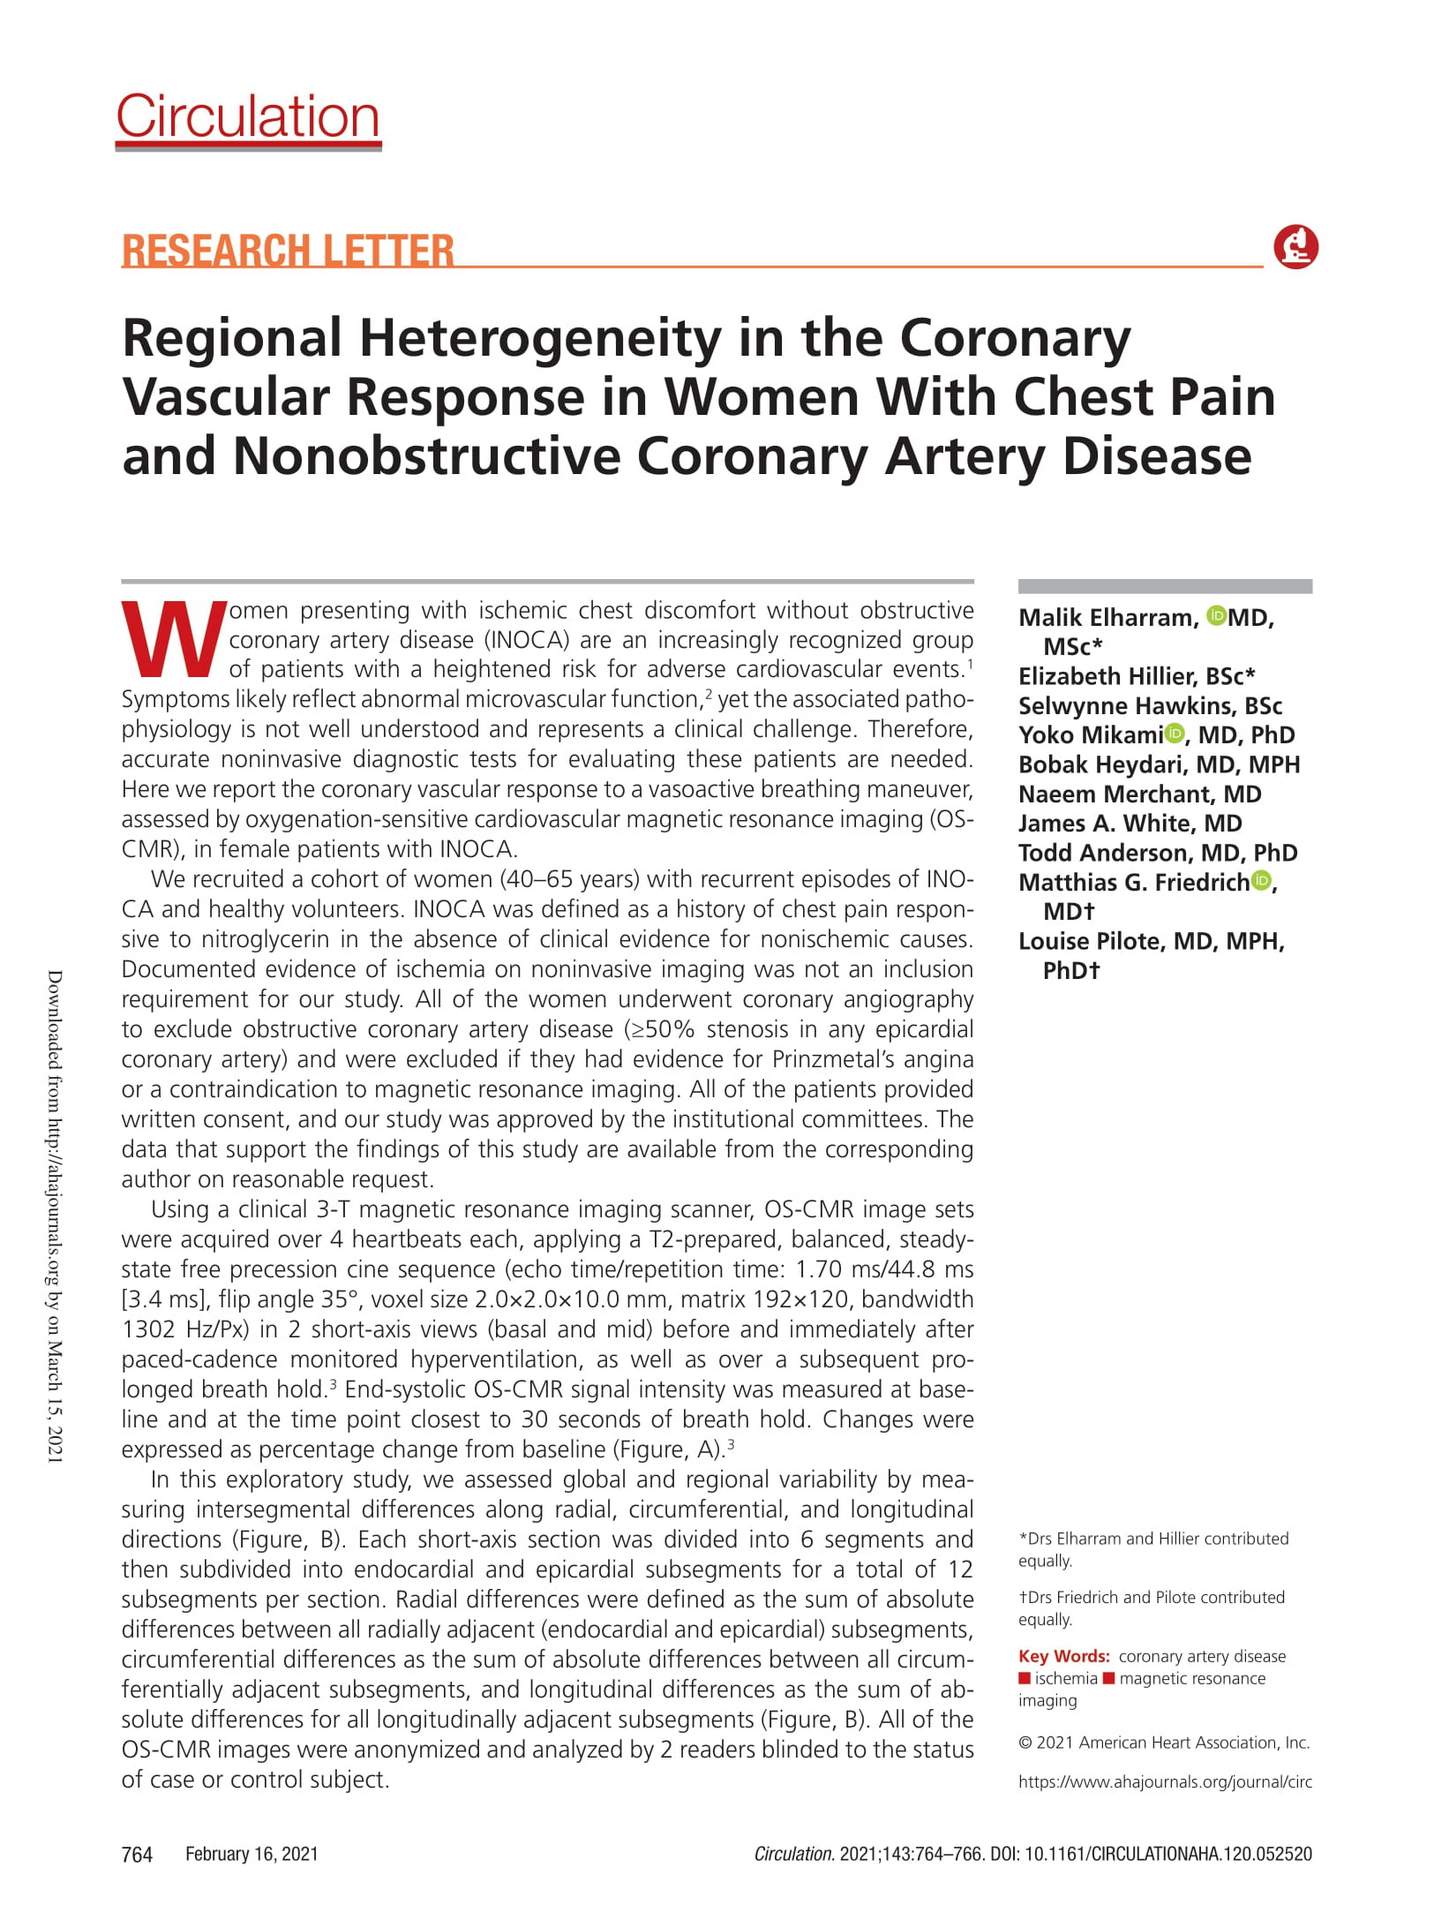 Circulation
RESEARCH LETTER
Regional Heterogeneity in the Coronary
Vascular Response in Women With Chest Pain
and Nonobstructive Coronary Artery Disease
Women presenting with ischemic chest discomfort without obstructive
coronary artery disease (INOCA) are an increasingly recognized group
of patients with a heightened risk for adverse cardiovascular events.1
Symptoms likely reflect abnormal microvascular function,2 yet the associated patho-
physiology is not well understood and represents a clinical challenge. Therefore,
accurate noninvasive diagnostic tests for evaluating these patients are needed.
Here we report the coronary vascular response to a vasoactive breathing maneuver,
assessed by oxygenation-sensitive cardiovascular magnetic resonance imaging (OS-
CMR), in female patients with INOCA.
We recruited a cohort of women (40–65 years) with recurrent episodes of INO-
CA and healthy volunteers. INOCA was defined as a history of chest pain respon-
sive to nitroglycerin in the absence of clinical evidence for nonischemic causes.
Documented evidence of ischemia on noninvasive imaging was not an inclusion
requirement for our study. All of the women underwent coronary angiography
to exclude obstructive coronary artery disease (≥50% stenosis in any epicardial
coronary artery) and were excluded if they had evidence for Prinzmetal’s angina
or a contraindication to magnetic resonance imaging. All of the patients provided
written consent, and our study was approved by the institutional committees. The
data that support the findings of this study are available from the corresponding
author on reasonable request.
Using a clinical 3-T magnetic resonance imaging scanner, OS-CMR image sets
were acquired over 4 heartbeats each, applying a T2-prepared, balanced, steady-
state free precession cine sequence (echo time/repetition time: 1.70 ms/44.8 ms
[3.4 ms], flip angle 35°, voxel size 2.0×2.0×10.0 mm, matrix 192×120, bandwidth
1302 Hz/Px) in 2 short-axis views (basal and mid) before and immediately after
paced-cadence monitored hyperventilation, as well as over a subsequent pro-
longed breath hold.3 End-systolic OS-CMR signal intensity was measured at base-
line and at the time point closest to 30 seconds of breath hold. Changes were
expressed as percentage change from baseline (Figure, A).3
In this exploratory study, we assessed global and regional variability by mea-
suring intersegmental differences along radial, circumferential, and longitudinal
directions (Figure, B). Each short-axis section was divided into 6 segments and
then subdivided into endocardial and epicardial subsegments for a total of 12
subsegments per section. Radial differences were defined as the sum of absolute
differences between all radially adjacent (endocardial and epicardial) subsegments,
circumferential differences as the sum of absolute differences between all circum-
ferentially adjacent subsegments, and longitudinal differences as the sum of ab-
solute differences for all longitudinally adjacent subsegments (Figure, B). All of the
OS-CMR images were anonymized and analyzed by 2 readers blinded to the status
of case or control subject.
Malik Elharram, iD MD,
MSc*
Elizabeth Hillier, BSc*
Selwynne Hawkins, BSc
Yoko Mikami iD, MD, PhD
Bobak Heydari, MD, MPH
Naeem Merchant, MD
James A. White, MD
Todd Anderson, MD, PhD
Matthias G. Friedrich iD,
MD†
Louise Pilote, MD, MPH,
PhD†
*Drs Elharram and Hillier contributed
equally.
†Drs Friedrich and Pilote contributed
equally.
Key Words: coronary artery disease
■ ischemia ■ magnetic resonance
imaging
© 2021 American Heart Association, Inc.
https://www.ahajournals.org/journal/circ
764 February 16, 2021
Circulation. 2021;143:764–766. DOI: 10.1161/CIRCULATIONAHA.120.052520
Downloaded from http://ahajournals.org by on March 15, 2021